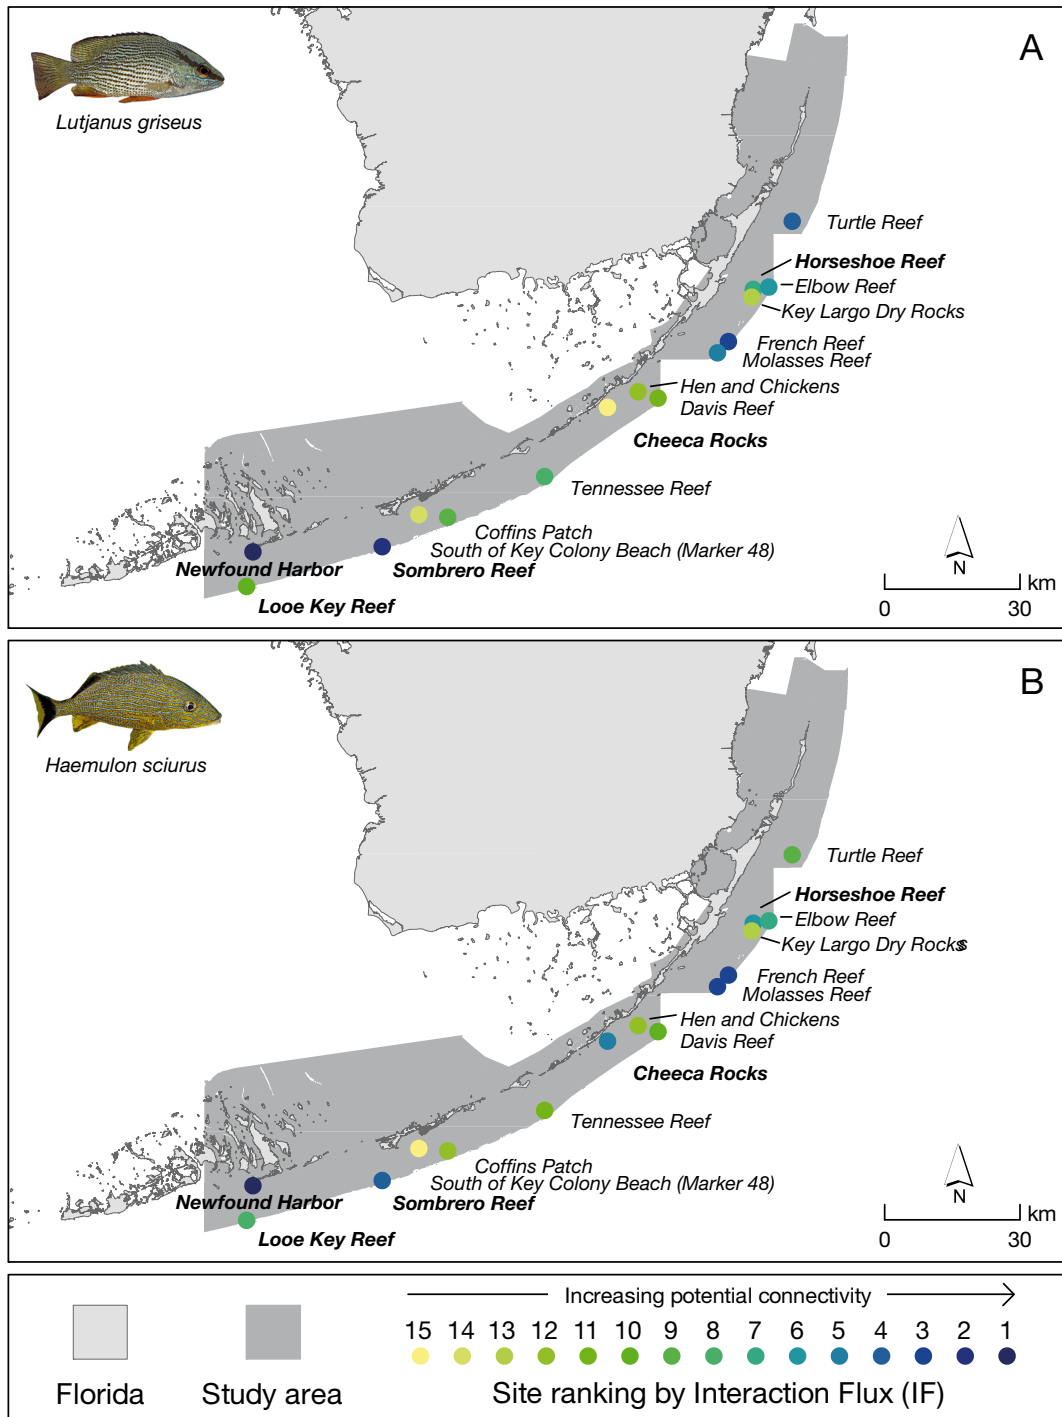 A
Lutjanus griseus
Turtle Reef
Horseshoe Reef
Elbow Reef
Key Largo Dry Rocks
French Reef
Molasses Reef
Hen and Chickens
Davis Reef
Cheeca Rocks
Tennessee Reef
Coffins Patch
South of Key Colony Beach (Marker 48)
Newfound Harbor
Sombrero Reef
Looe Key Reef
N
km
0 30
B
Haemulon sciurus
Turtle Reef
Horseshoe Reef
Elbow Reef
Key Largo Dry Rockss
French Reef
Molasses Reef
Hen and Chickens
Davis Reef
Cheeca Rocks
Tennessee Reef
Coffins Patch
South of Key Colony Beach (Marker 48)
Newfound Harbor
Sombrero Reef
Looe Key Reef
N
km
0 30
Florida
Study area
Increasing potential connectivity
15 14 13 12 11 10 9 8 7 6 5 4 3 2 1
Site ranking by Interaction Flux (IF)